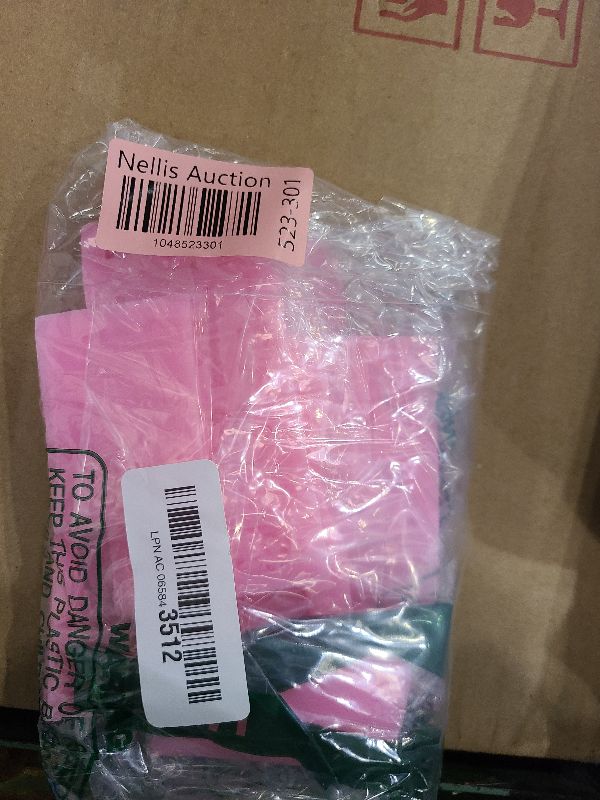 Nellis Auction
1048523301
523-301
LPN AC 06584 3512
TO AVOID DANGER OF
KEEP THIS PLASTIC